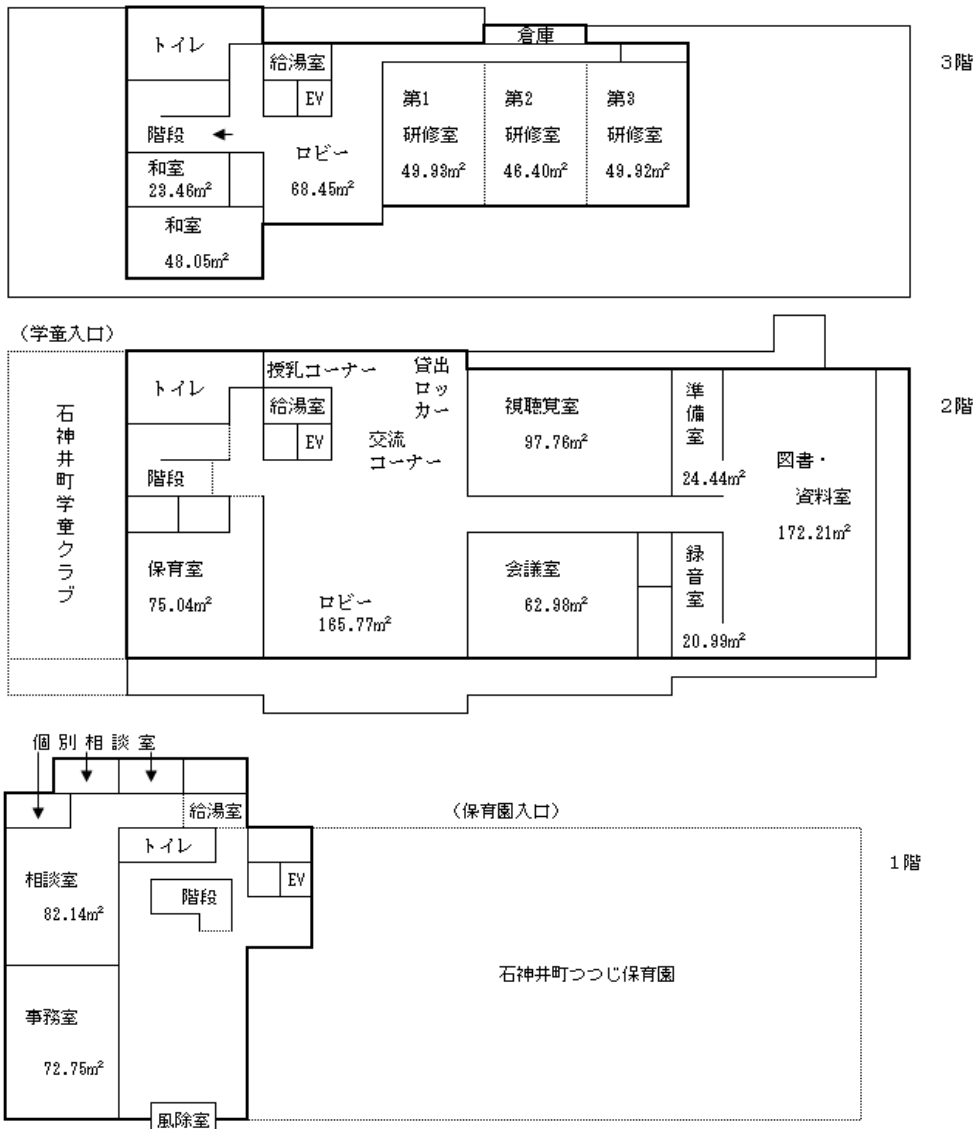 3階
倉庫
トイレ
給湯室
EV
第1
研修室
49.93m²
第2
研修室
46.40m²
第3
研修室
49.92m²
階段
ロビー
68.45m²
和室
23.46m²
和室
48.05m²
(学童入口)
2階
石神井町学童クラブ
トイレ
授乳コーナー
貸出ロッカー
給湯室
EV
交流
コーナー
視聴覚室
97.76m²
準備室
24.44m²
図書・
資料室
172.21m²
階段
保育室
75.04m²
ロビー
165.77m²
会議室
62.98m²
録音室
20.99m²
個別相談室
(保育園入口)
1階
給湯室
トイレ
EV
階段
相談室
82.14m²
石神井町つつじ保育園
事務室
72.75m²
風除室